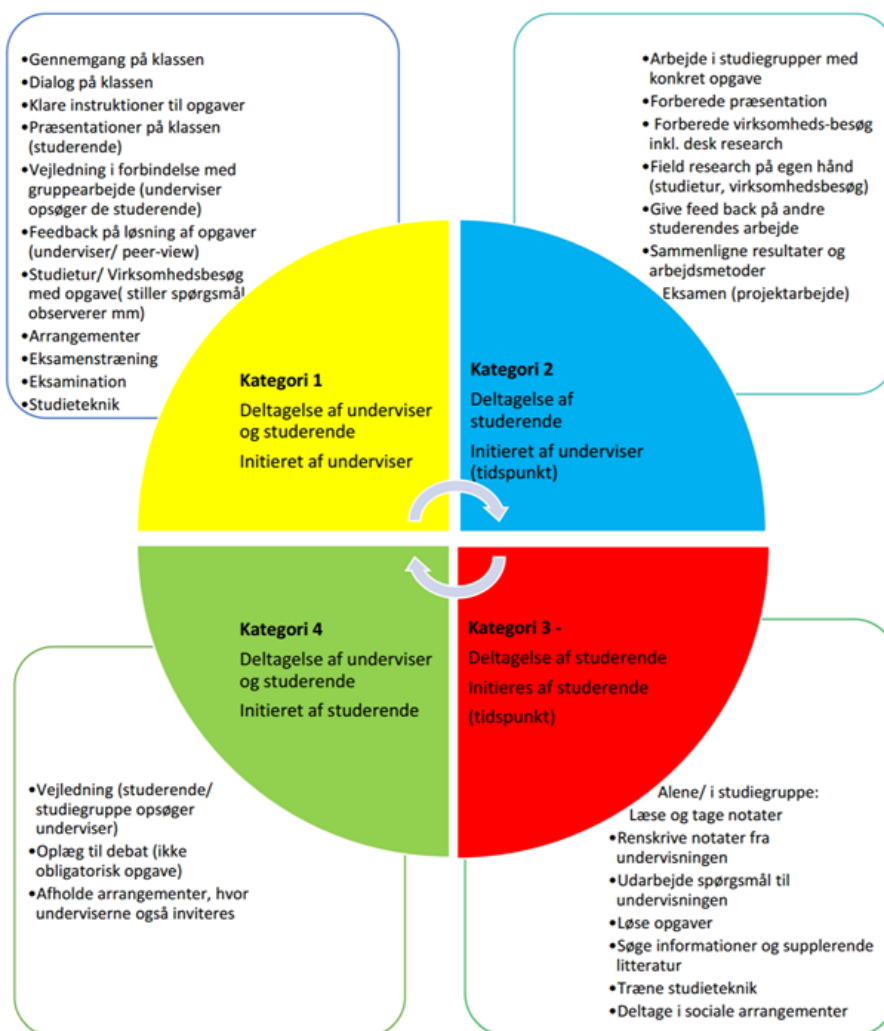 •Gennemgang på klassen
•Dialog på klassen
•Klare instruktioner til opgaver
•Præsentationer på klassen
(studerende)
•Vejledning i forbindelse med
gruppearbejde (underviser
opsøger de studerende)
•Feedback på løsning af opgaver
(underviser/ peer-view)
•Studietur/ Virksomhedsbesøg
med opgave( stiller spørgsmål
observerer mm)
•Arrangementer
•Eksamenstræning
•Eksamination
•Studieteknik
•Arbejde i studiegrupper med
konkret opgave
•Forberede præsentation
• Forberede virksomheds-besøg
inkl. desk research
•Field research på egen hånd
(studietur, virksomhedsbesøg)
•Give feed back på andre
studerendes arbejde
•Sammenligne resultater og
arbejdsmetoder
Eksamen (projektarbejde)
Kategori 1
Deltagelse af underviser
og studerende
Initieret af underviser
Kategori 2
Deltagelse af
studerende
Initieret af underviser
(tidspunkt)
Kategori 4
Deltagelse af underviser
og studerende
Initieret af studerende
Kategori 3 -
Deltagelse af studerende
Initieres af studerende
(tidspunkt)
•Vejledning (studerende/
studiegruppe opsøger
underviser)
•Oplæg til debat (ikke
obligatorisk opgave)
•Afholde arrangementer, hvor
underviserne også inviteres
Alene/ i studiegruppe:
Læse og tage notater
•Renskrive notater fra
undervisningen
•Udarbejde spørgsmål til
undervisningen
•Løse opgaver
•Søge informationer og supplerende
litteratur
•Træne studieteknik
•Deltage i sociale arrangementer